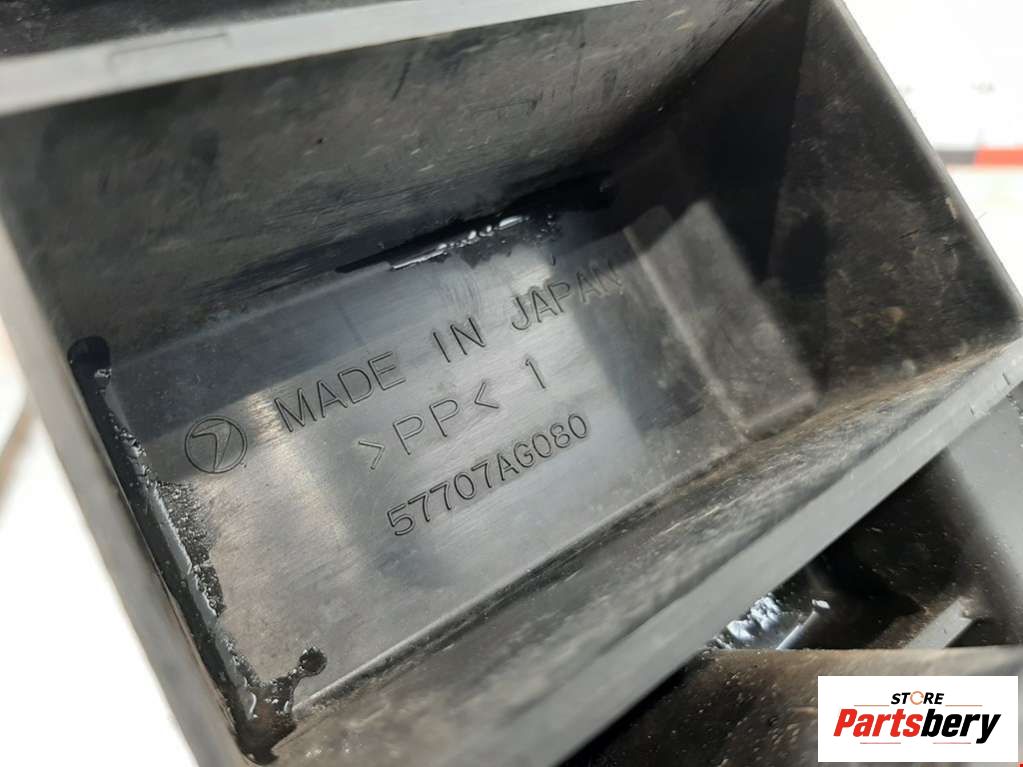 MADE IN JAPAN
>PP< 1
57707AG080
STORE
Partsbery